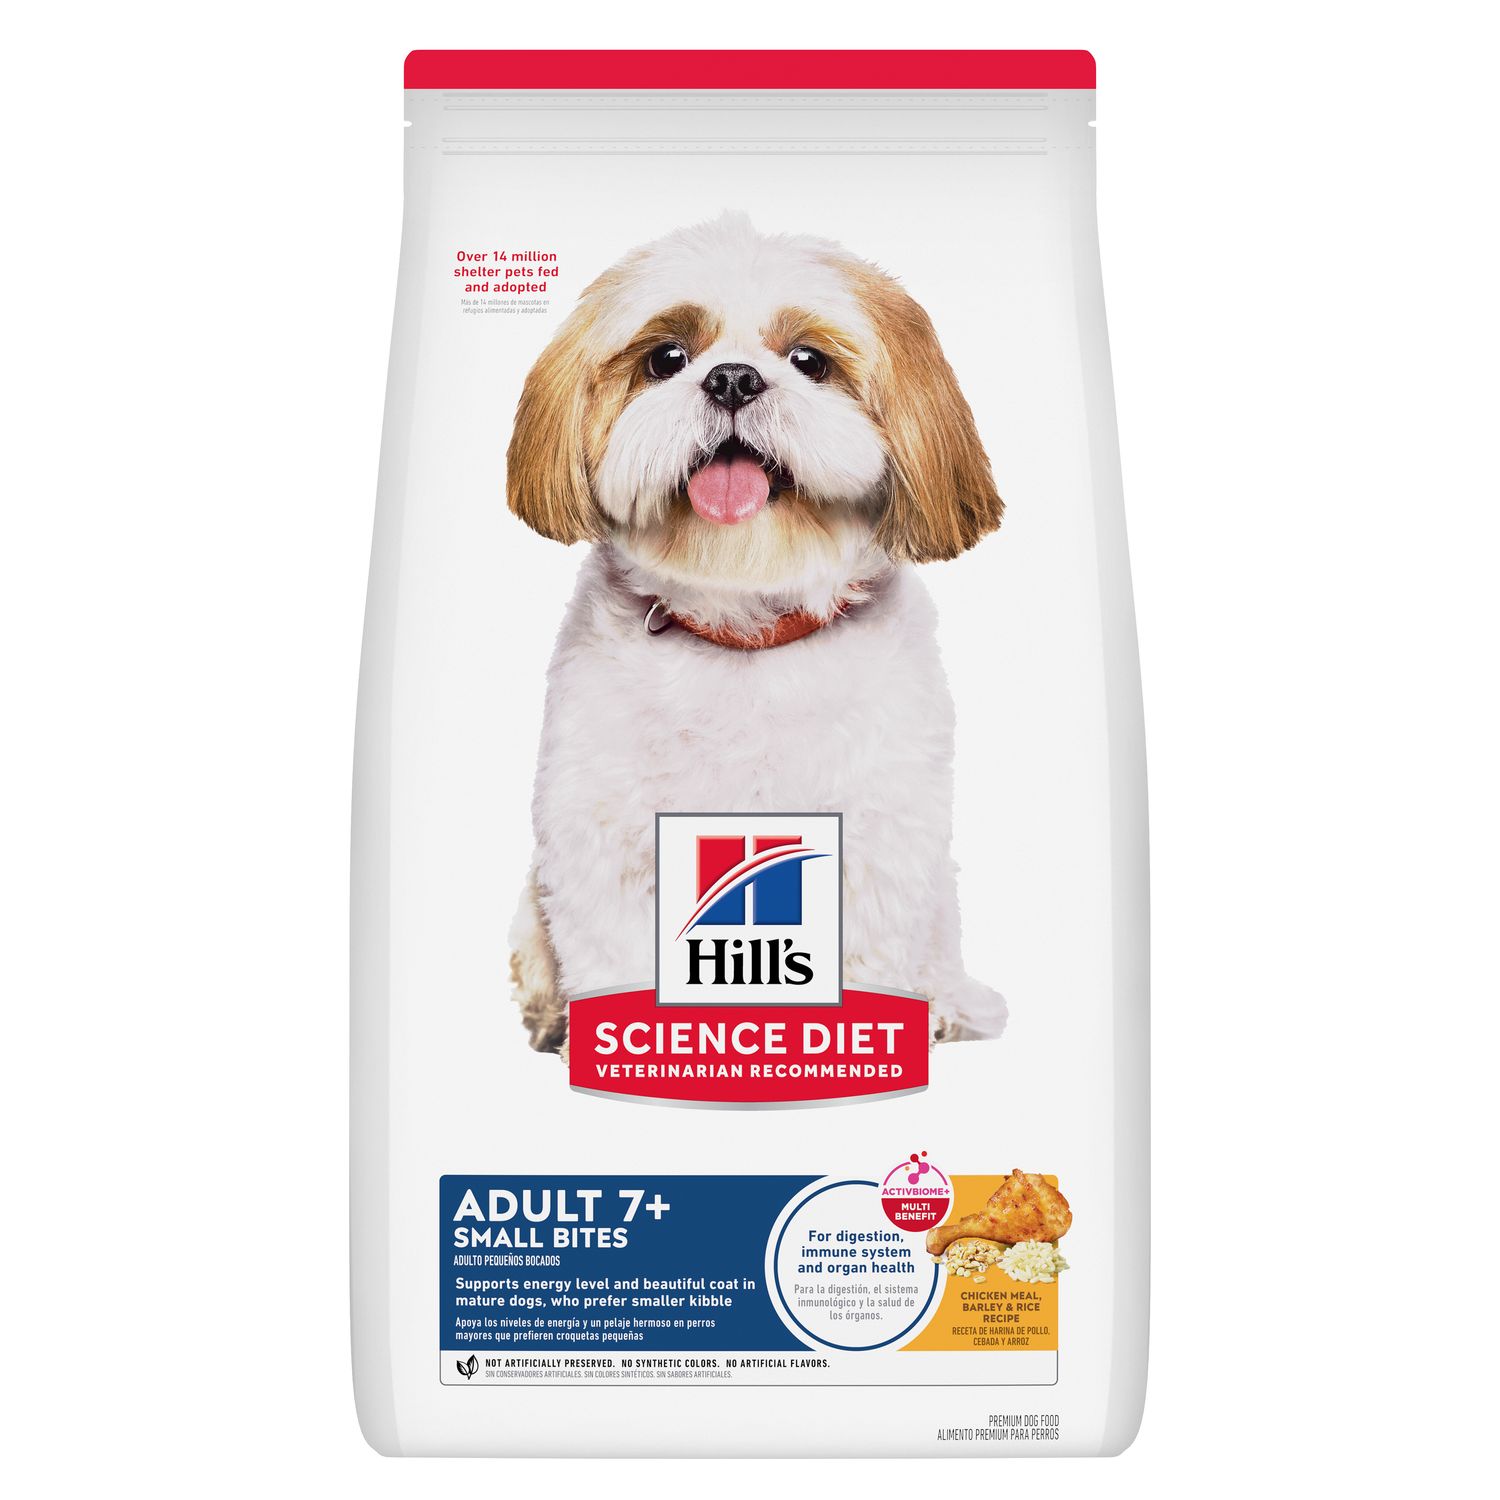 Over 14 million
shelter pets fed
and adopted
Más de 14 millones de mascotas en
refugios alimentadas y adoptadas
Hill's
SCIENCE DIET
VETERINARIAN RECOMMENDED
ADULT 7+
SMALL BITES
ADULTO PEQUEÑOS BOCADOS
Supports energy level and beautiful coat in
mature dogs, who prefer smaller kibble
Apoya los niveles de energía y un pelaje hermoso en perros
mayores que prefieren croquetas pequeñas
ACTIVBIOME+
MULTI
BENEFIT
For digestion,
immune system
and organ health
Para la digestión, el sistema
inmunológico y la salud de
los órganos.
CHICKEN MEAL,
BARLEY & RICE
RECIPE
RECETA DE HARINA DE POLLO,
CEBADA Y ARROZ
NOT ARTIFICIALLY PRESERVED. NO SYNTHETIC COLORS. NO ARTIFICIAL FLAVORS.
SIN CONSERVADORES ARTIFICIALES. SIN COLORES SINTÉTICOS. SIN SABORES ARTIFICIALES.
PREMIUM DOG FOOD
ALIMENTO PREMIUM PARA PERROS